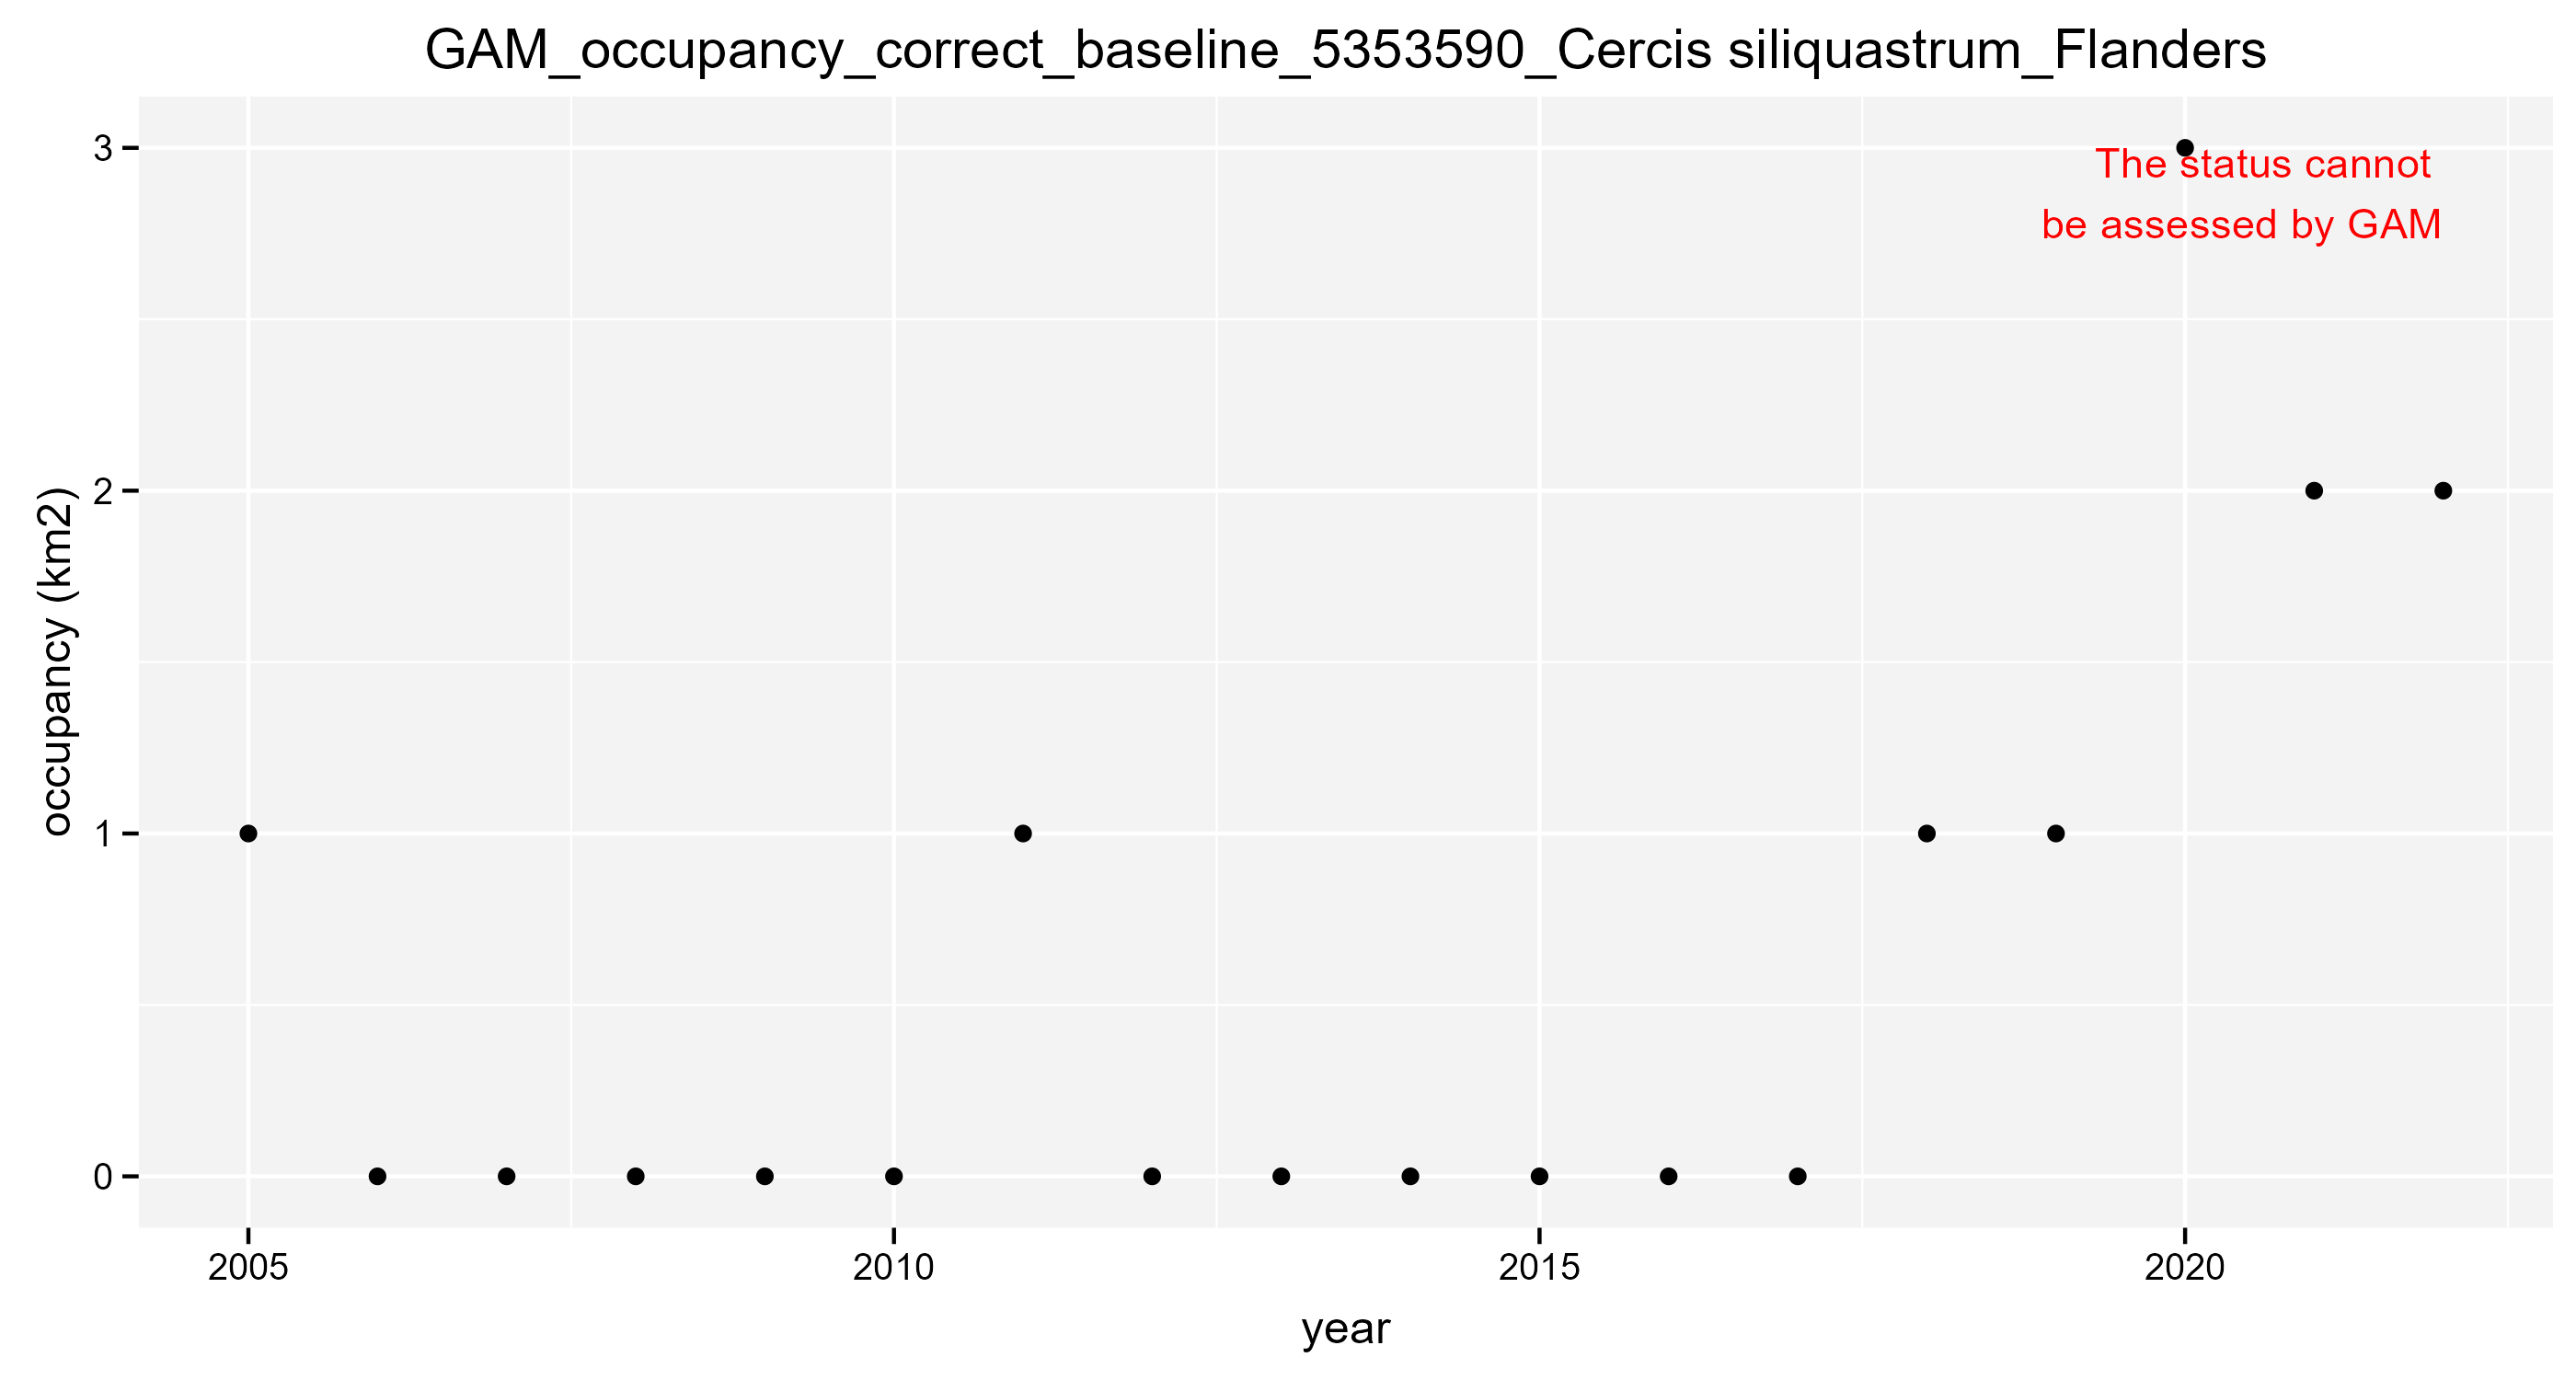 GAM_occupancy_correct_baseline_5353590_Cercis siliquastrum_Flanders
3
The status cannot
be assessed by GAM
2
occupancy (km2)
1
0
2005 2010 2015 2020
year